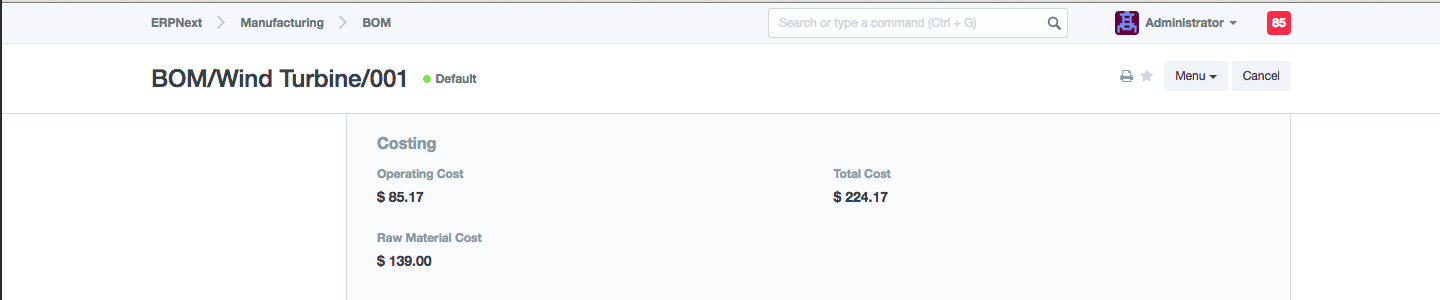 ERPNext Manufacturing BOM Search or type a command (Ctrl + G) Administrator 85
BOM/Wind Turbine/001 Default Menu Cancel
Costing
Operating Cost Total Cost
$ 85.17 $ 224.17
Raw Material Cost
$ 139.00